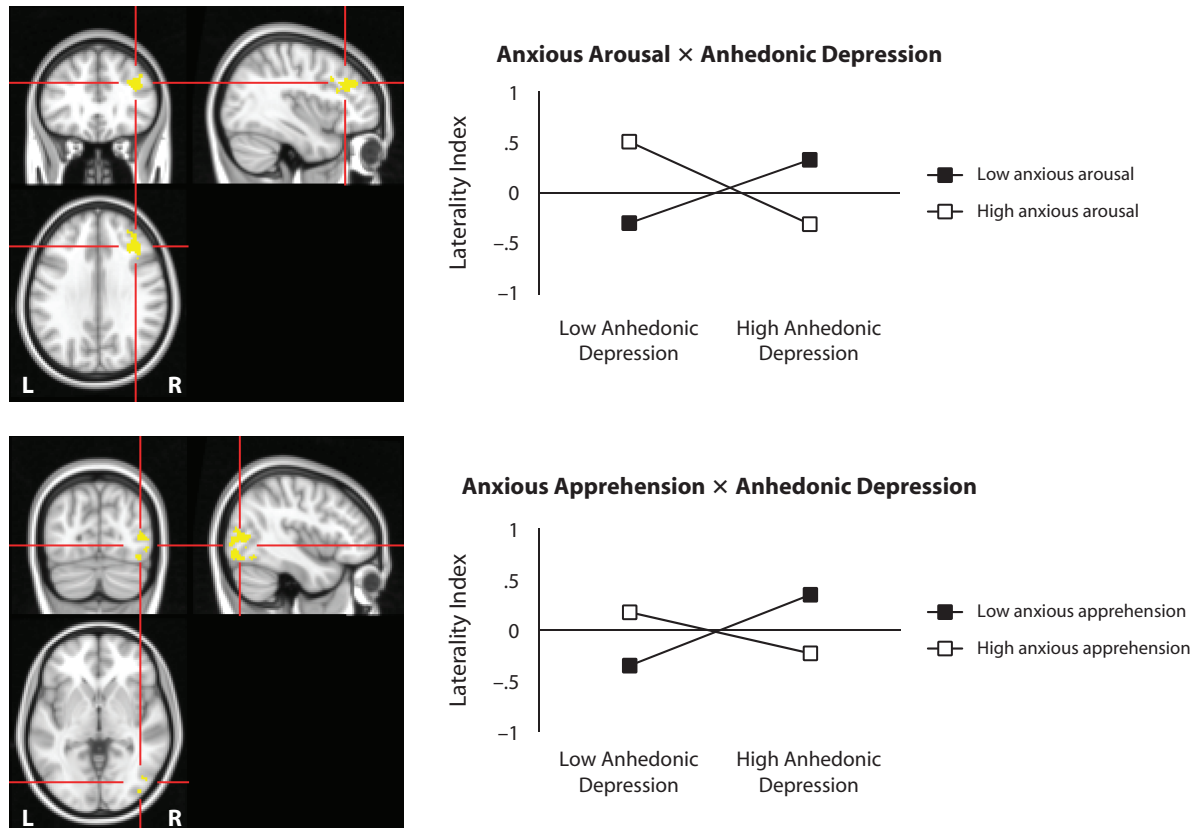 Anxious Arousal × Anhedonic Depression
1
.5
0
–.5
–1
Laterality Index
Low Anhedonic
Depression
High Anhedonic
Depression
Low anxious arousal
High anxious arousal
L
R
Anxious Apprehension × Anhedonic Depression
1
.5
0
–.5
–1
Laterality Index
Low Anhedonic
Depression
High Anhedonic
Depression
Low anxious apprehension
High anxious apprehension
L
R